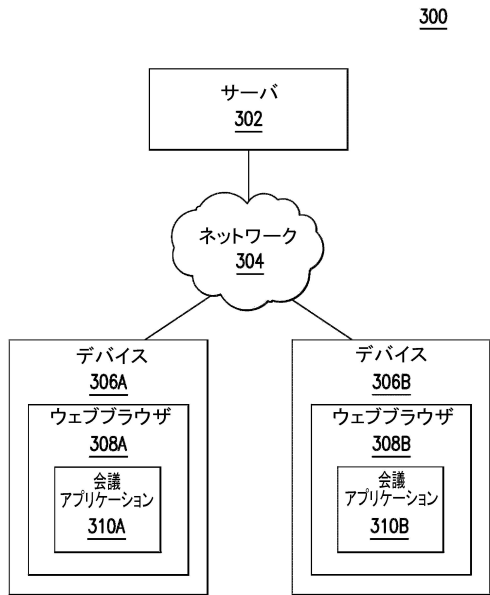 300
サーバ
302
ネットワーク
304
デバイス
306A
ウェブブラウザ
308A
会議
アプリケーション
310A
デバイス
306B
ウェブブラウザ
308B
会議
アプリケーション
310B